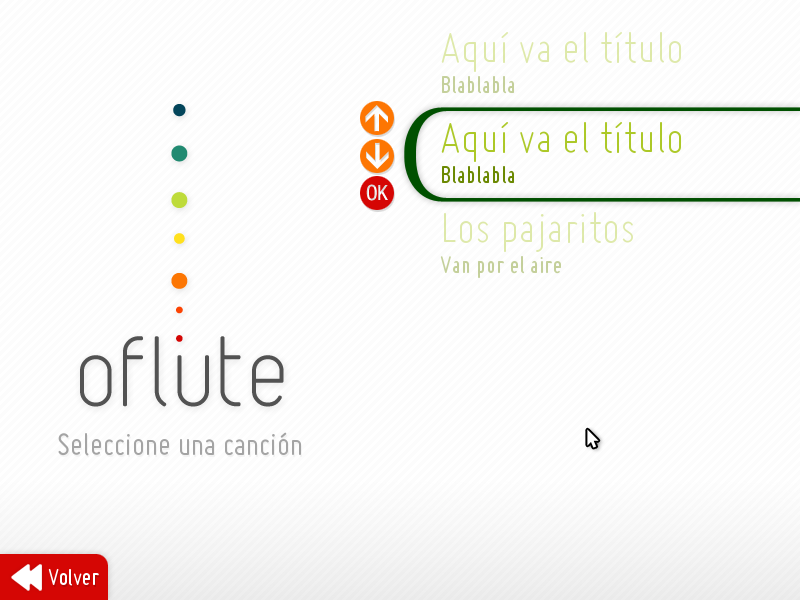 Aquí va el título
Blablabla
Aquí va el título
Blablabla
OK
Los pajaritos
Van por el aire
oflute
Seleccione una canción
Volver